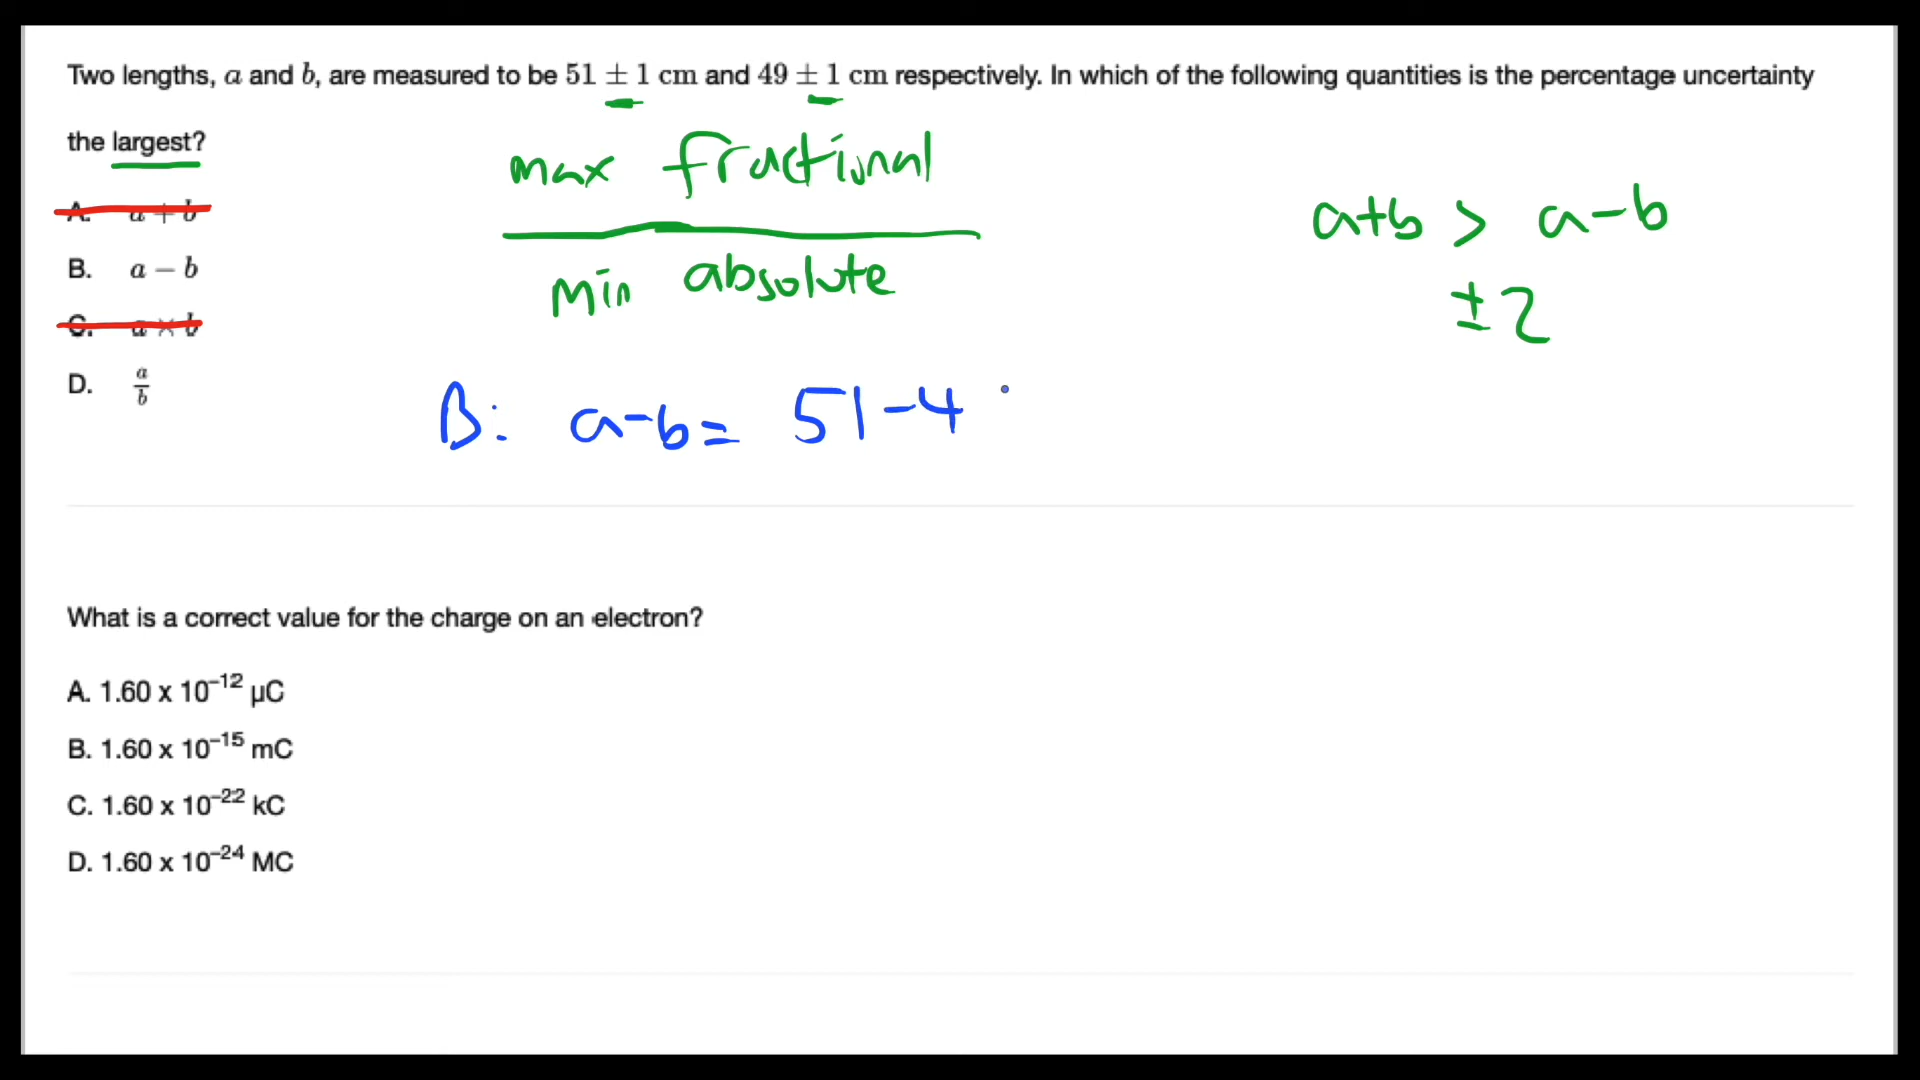 Two lengths, a and b, are measured to be 51 ± 1 cm and 49 ± 1 cm respectively. In which of the following quantities is the percentage uncertainty
the largest?
max fractional
min absolute
a+b > a-b
±2
A. a + b
B. a − b
C. a × b
D. a/b
B: a-b= 51-4
What is a correct value for the charge on an electron?
A. 1.60 x 10⁻¹² μC
B. 1.60 x 10⁻¹⁵ mC
C. 1.60 x 10⁻²² kC
D. 1.60 x 10⁻²⁴ MC